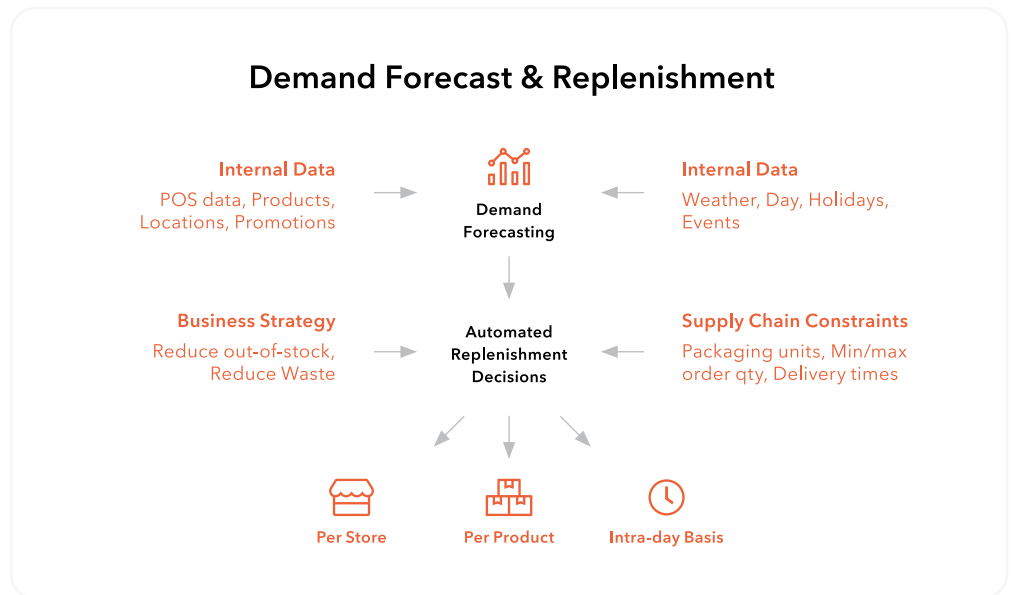 Demand Forecast & Replenishment
Internal Data
POS data, Products,
Locations, Promotions
Demand
Forecasting
Internal Data
Weather, Day, Holidays,
Events
Business Strategy
Reduce out-of-stock,
Reduce Waste
Automated
Replenishment
Decisions
Supply Chain Constraints
Packaging units, Min/max
order qty, Delivery times
Per Store
Per Product
Intra-day Basis